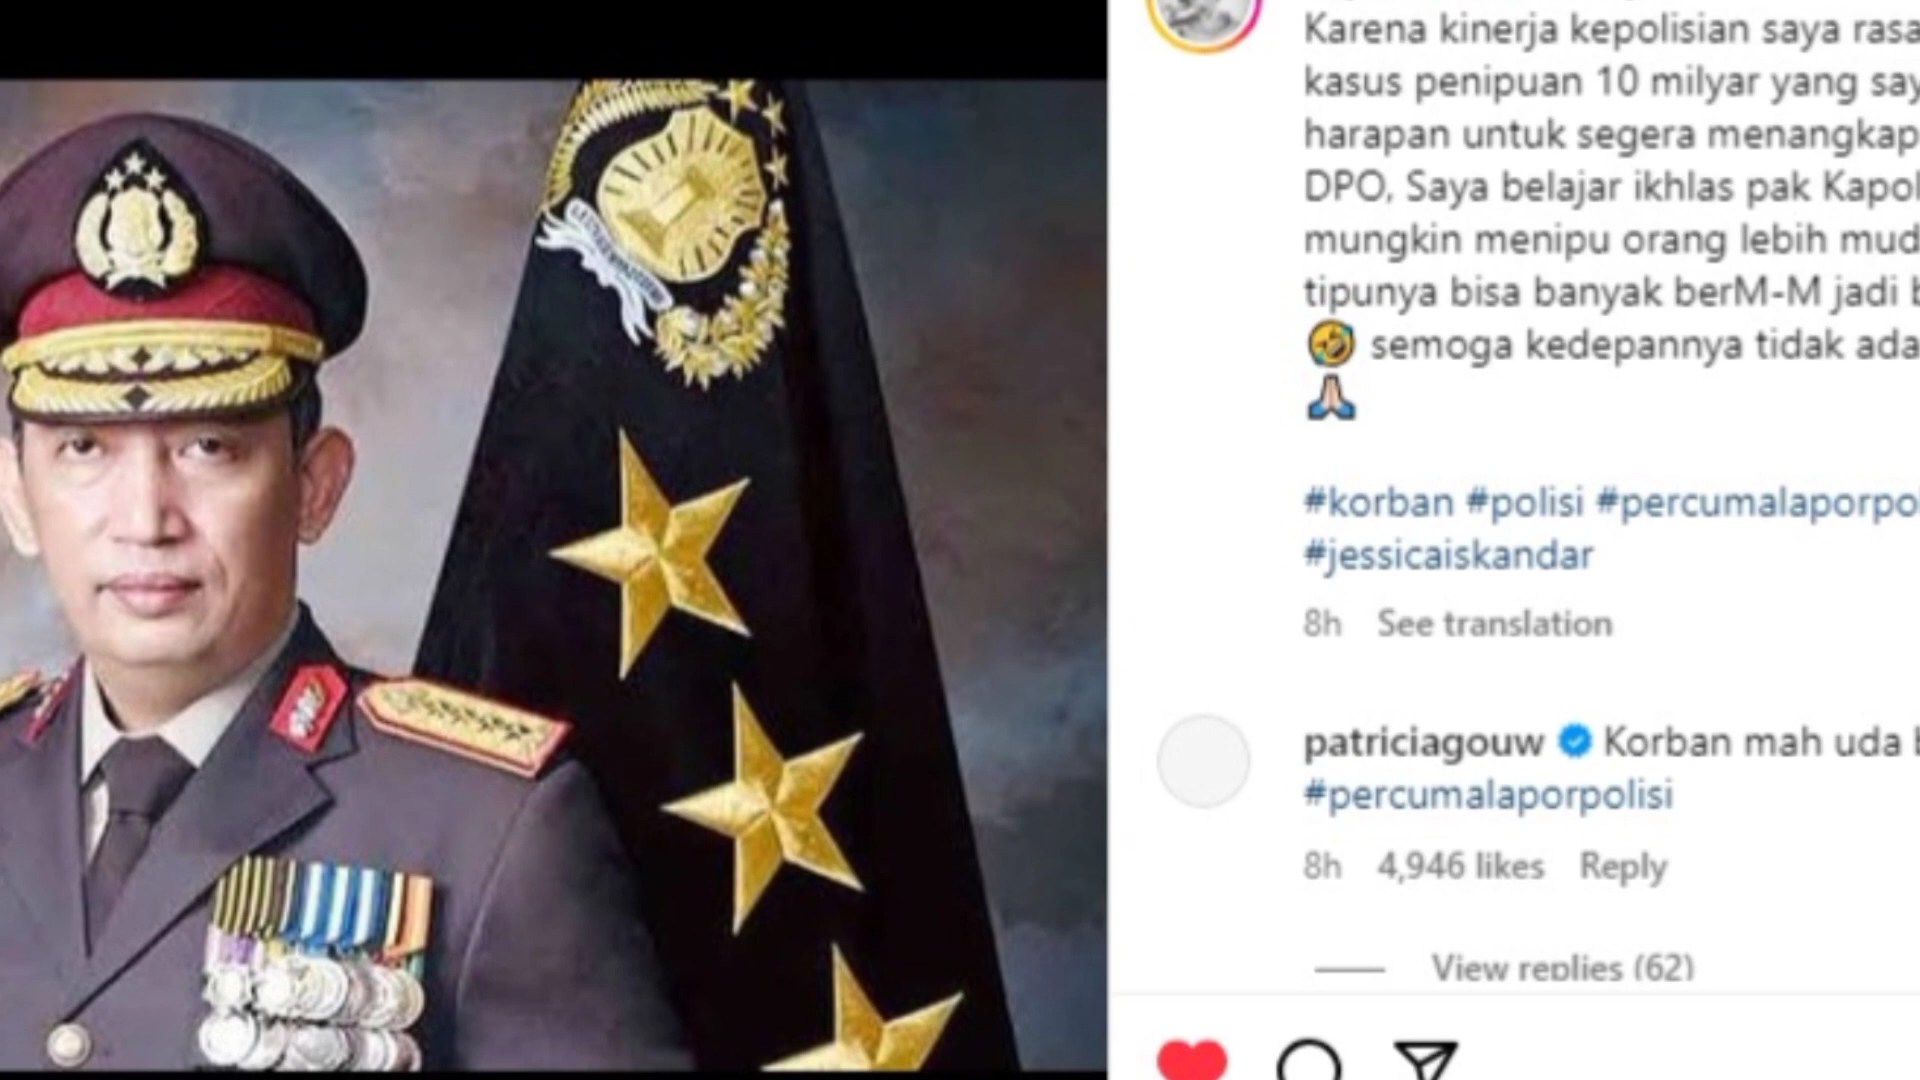 Karena kinerja kepolisian saya rasa
kasus penipuan 10 milyar yang say
harapan untuk segera menangkap
DPO, Saya belajar ikhlas pak Kapol
mungkin menipu orang lebih mud
tipunya bisa banyak berM-M jadi b
semoga kedepannya tidak ada
#korban #polisi #percumalaporpol
#jessicaiskandar
8h See translation
patriciagouw Korban mah uda b
#percumalaporpolisi
8h 4,946 likes Reply
View replies (62)